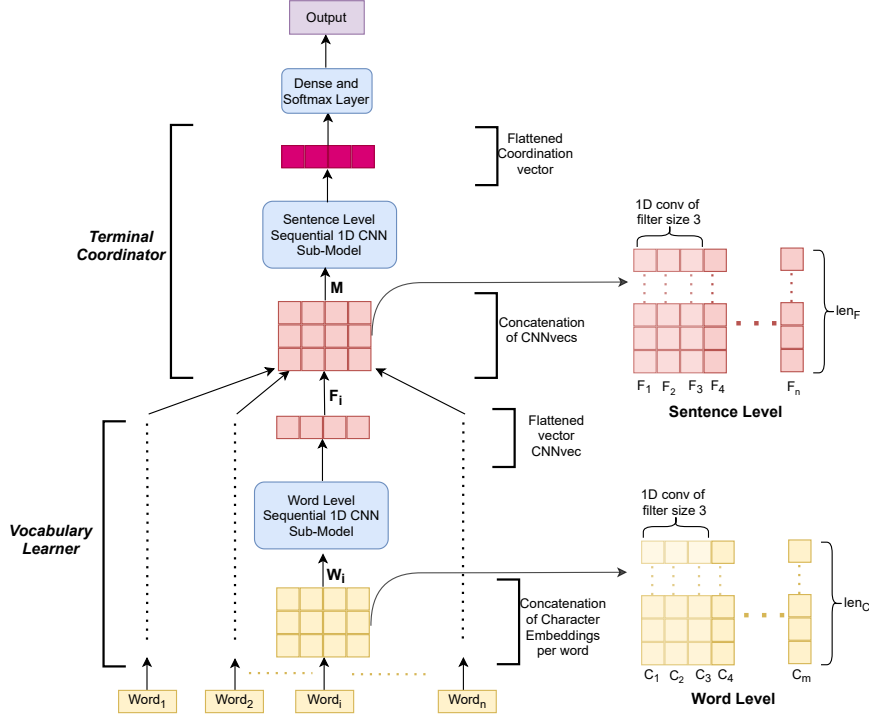 Output
Dense and
Softmax Layer
Flattened
Coordination
vector
Terminal
Coordinator
Sentence Level
Sequential 1D CNN
Sub-Model
M
Concatenation
of CNNvecs
1D conv of
filter size 3
len_F
F_1 F_2 F_3 F_4 F_n
Sentence Level
F_i
Flattened
vector
CNNvec
Vocabulary
Learner
Word Level
Sequential 1D CNN
Sub-Model
W_i
Concatenation
of Character
Embeddings
per word
1D conv of
filter size 3
len_C
C_1 C_2 C_3 C_4 C_m
Word Level
Word_1 Word_2 Word_i Word_n